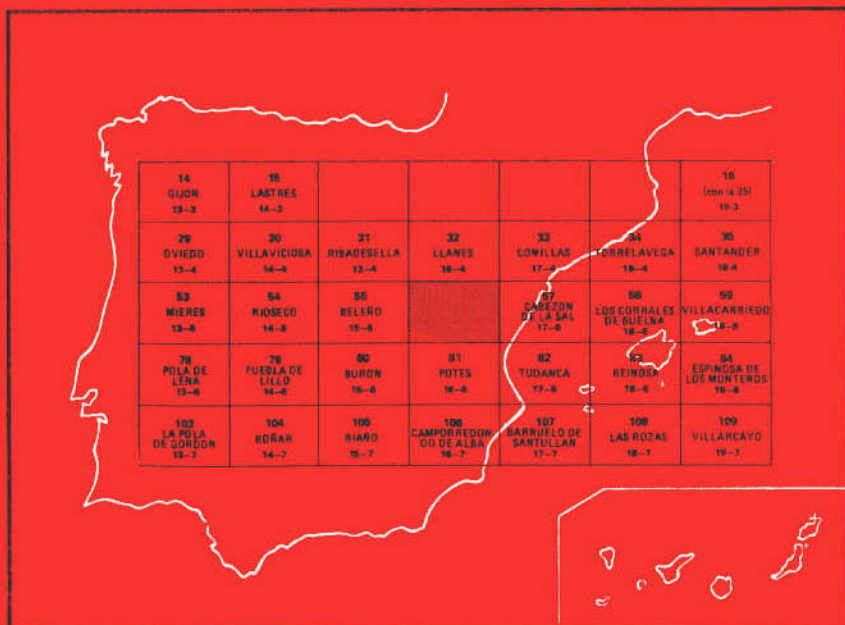 14
GIJON
13-3
15
LASTRES
14-3
18
(con la 35)
19-3
29
OVIEDO
13-4
30
VILLAVICIOSA
14-4
31
RIBADESELLA
15-4
32
LLANES
16-4
33
COMILLAS
17-4
34
TORRELAVEGA
18-4
35
SANTANDER
19-4
53
MIERES
13-5
54
RIOSECO
14-5
55
BELEÑO
15-5
57
CABEZON
DE LA SAL
17-5
58
LOS CORRALES
DE BUELNA
18-5
59
VILLACARRIEDO
19-5
78
POLA DE
LENA
13-6
79
PUEBLA DE
LILLO
14-6
80
BURON
15-6
81
POTES
16-6
82
TUDANCA
17-6
83
REINOSA
18-6
84
ESPINOSA DE
LOS MONTEROS
19-6
103
LA POLA
DE GORDON
13-7
104
BOÑAR
14-7
105
RIAÑO
15-7
106
CAMPORREDON
DO DE ALBA
16-7
107
BARRUELO DE
SANTULLAN
17-7
108
LAS ROZAS
18-7
109
VILLARCAYO
19-7